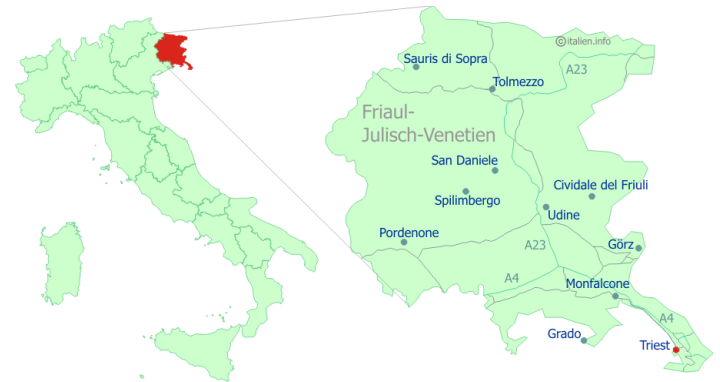 ©italien.info
Sauris di Sopra
A23
Tolmezzo
Friaul-
Julisch-Venetien
San Daniele
Cividale del Friuli
Spilimbergo
Udine
Pordenone
A23
Görz
A4
Monfalcone
A4
Grado
Triest